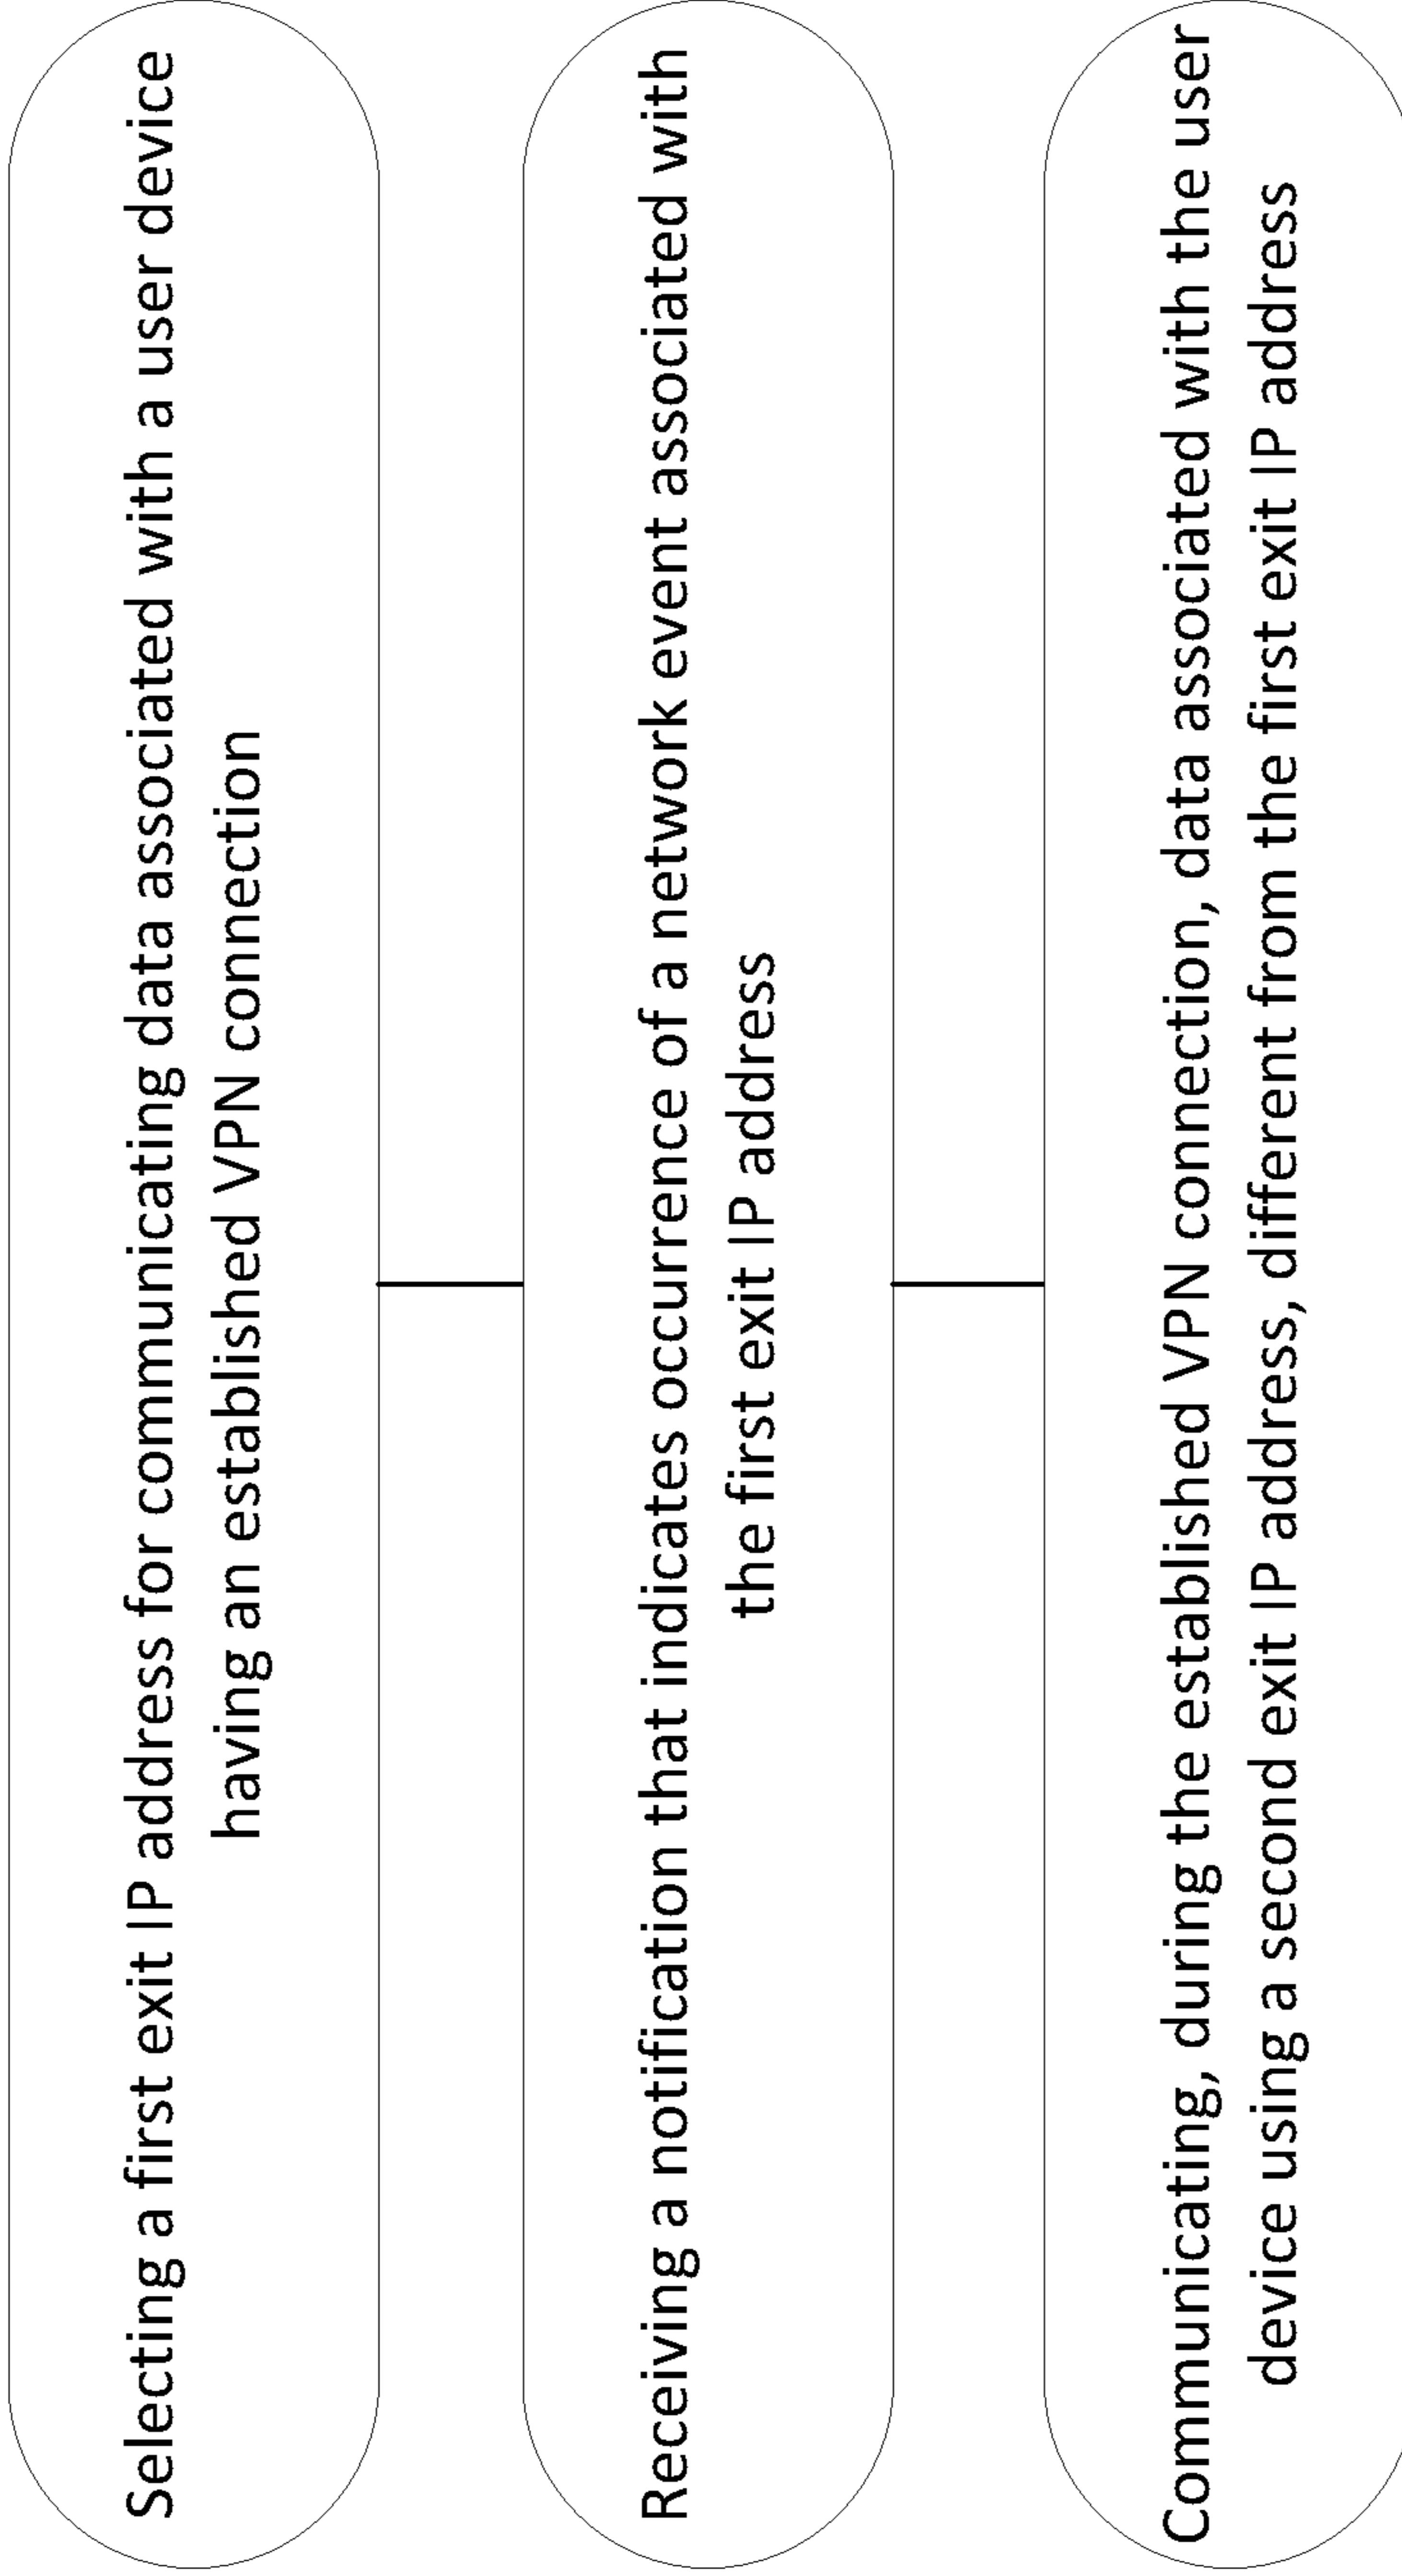 Selecting a first exit IP address for communicating data associated with a user device
having an established VPN connection
Receiving a notification that indicates occurrence of a network event associated with
the first exit IP address
Communicating, during the established VPN connection, data associated with the user
device using a second exit IP address, different from the first exit IP address